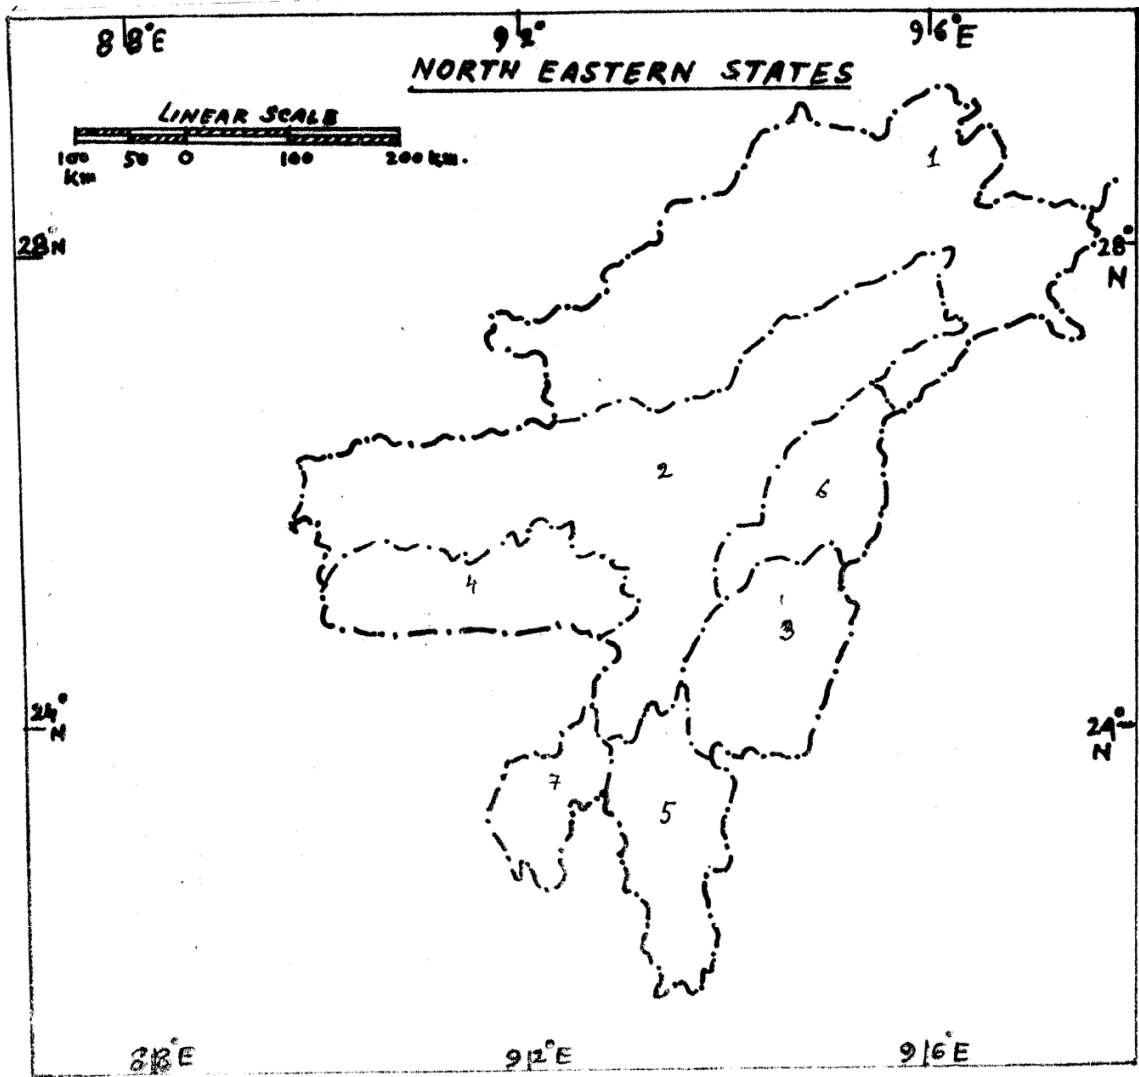 88°E 92° 96°E
NORTH EASTERN STATES
LINEAR SCALE
100 50 0 100 200 km.
km
1
28°N 28°
N
2
6
4
3
24° 24°
N N
7
5
88°E 92°E 96°E